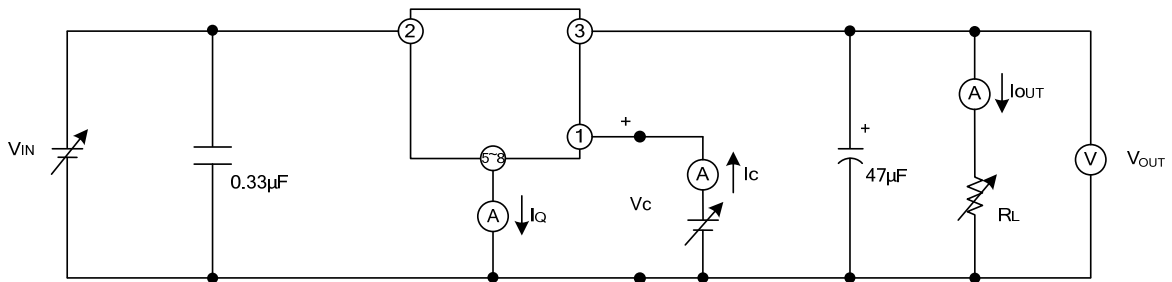 2
3
VIN
0.33μF
1
+
5~8
A
IQ
Vc
A
Ic
+
47μF
A
IOUT
RL
V
VOUT